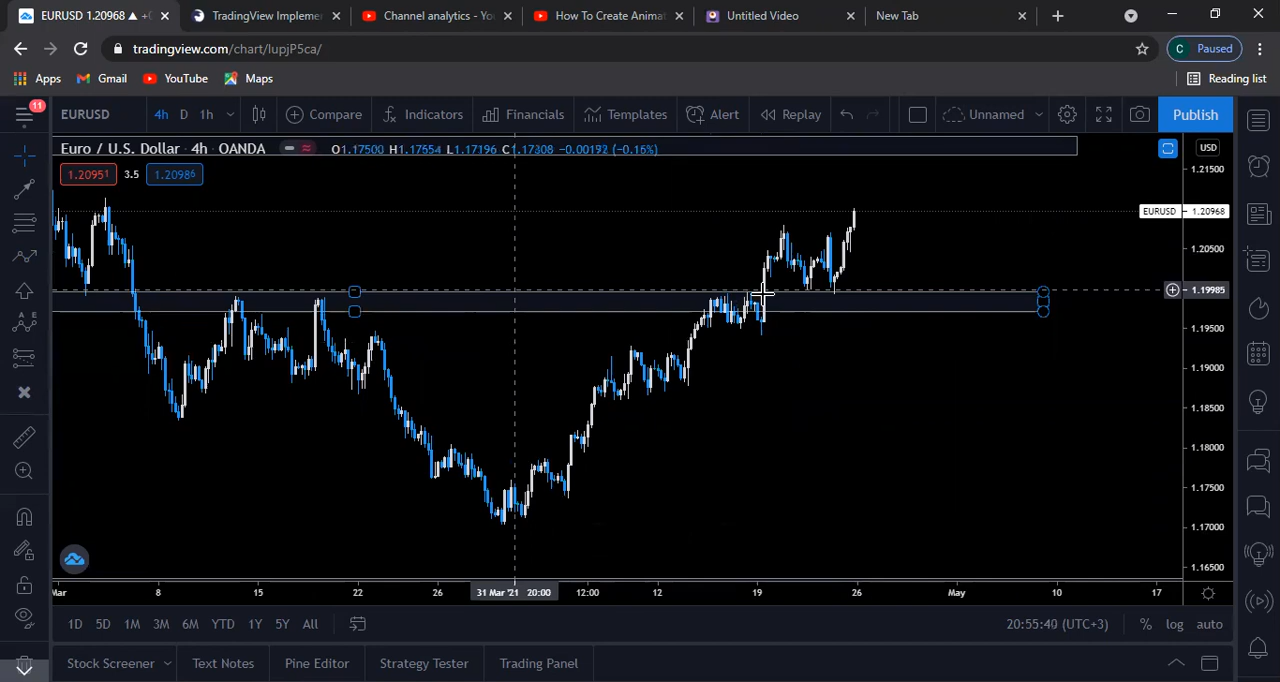 EURUSD 1.20968 ▲ +
TradingView Impleme
Channel analytics - Yo
How To Create Anima
Untitled Video
New Tab
tradingview.com/chart/lupjP5ca/
C Paused
Apps Gmail YouTube Maps Reading list
11
EURUSD 4h D 1h Compare Indicators Financials Templates Alert Replay Unnamed Publish
Euro / U.S. Dollar 4h OANDA O1.17500 H1.17554 L1.17196 C1.17308 −0.00192 (−0.16%)
USD
1.20951 3.5 1.20986
1.21500
EURUSD 1.20968
1.20500
1.19985
1.19500
1.19000
1.18500
1.18000
1.17500
1.17000
1.16500
Mar 8 15 22 26 31 Mar '21 20:00 12:00 12 19 26 May 10 17
1D 5D 1M 3M 6M YTD 1Y 5Y All 20:55:40 (UTC+3) % log auto
Stock Screener Text Notes Pine Editor Strategy Tester Trading Panel